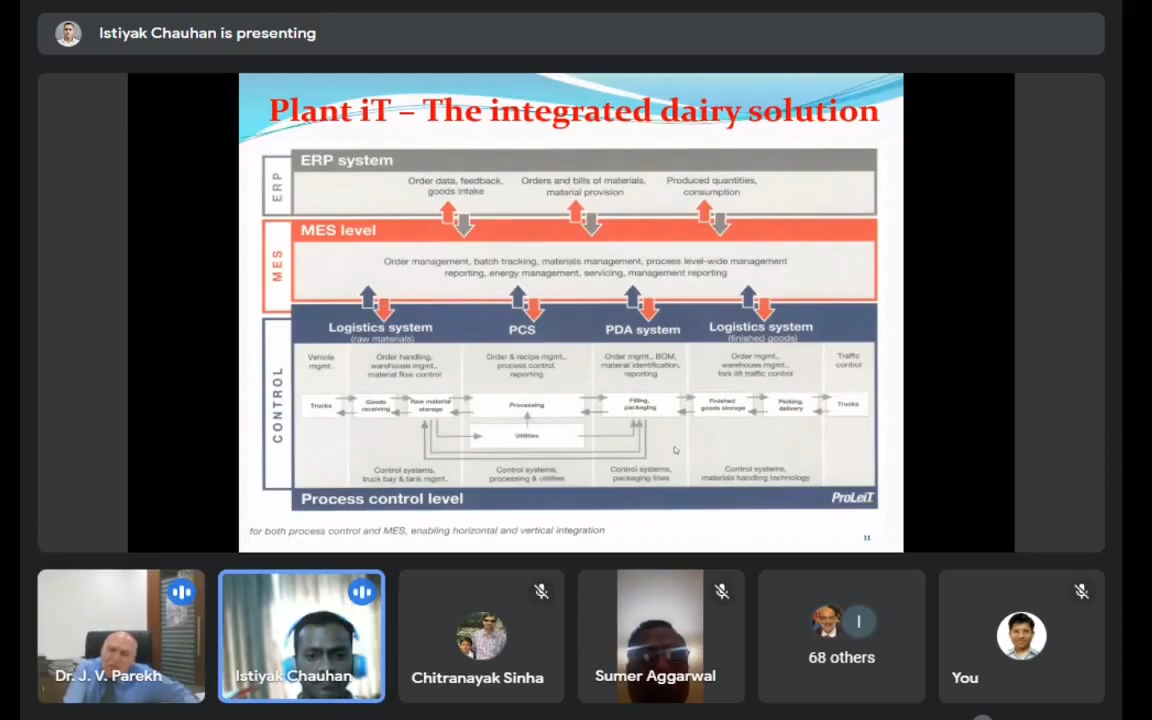 Istiyak Chauhan is presenting
Plant iT – The integrated dairy solution
ERP
ERP system
Order data, feedback,
goods intake
Orders and bills of materials,
material provision
Produced quantities,
consumption
MES
MES level
Order management, batch tracking, materials management, process level-wide management
reporting, energy management, servicing, management reporting
CONTROL
Logistics system
(raw materials)
PCS
PDA system
Logistics system
(finished goods)
Vehicle
mgmt.
Order handling,
warehouse mgmt.,
material flow control
Order & recipe mgmt.,
process control,
reporting
Order mgmt., BOM,
material identification,
reporting
Order mgmt.,
warehouse mgmt.,
fork lift traffic control
Traffic
control
Trucks
Goods
receiving
Raw material
storage
Processing
Filling,
packaging
Finished
goods storage
Picking,
delivery
Trucks
Utilities
Control systems,
truck bay & tank mgmt.
Control systems,
processing & utilities
Control systems,
packaging lines
Control systems,
materials handling technology
Process control level
ProLeiT
for both process control and MES, enabling horizontal and vertical integration
11
Dr. J. V. Parekh
Istiyak Chauhan
Chitranayak Sinha
Sumer Aggarwal
I
68 others
You